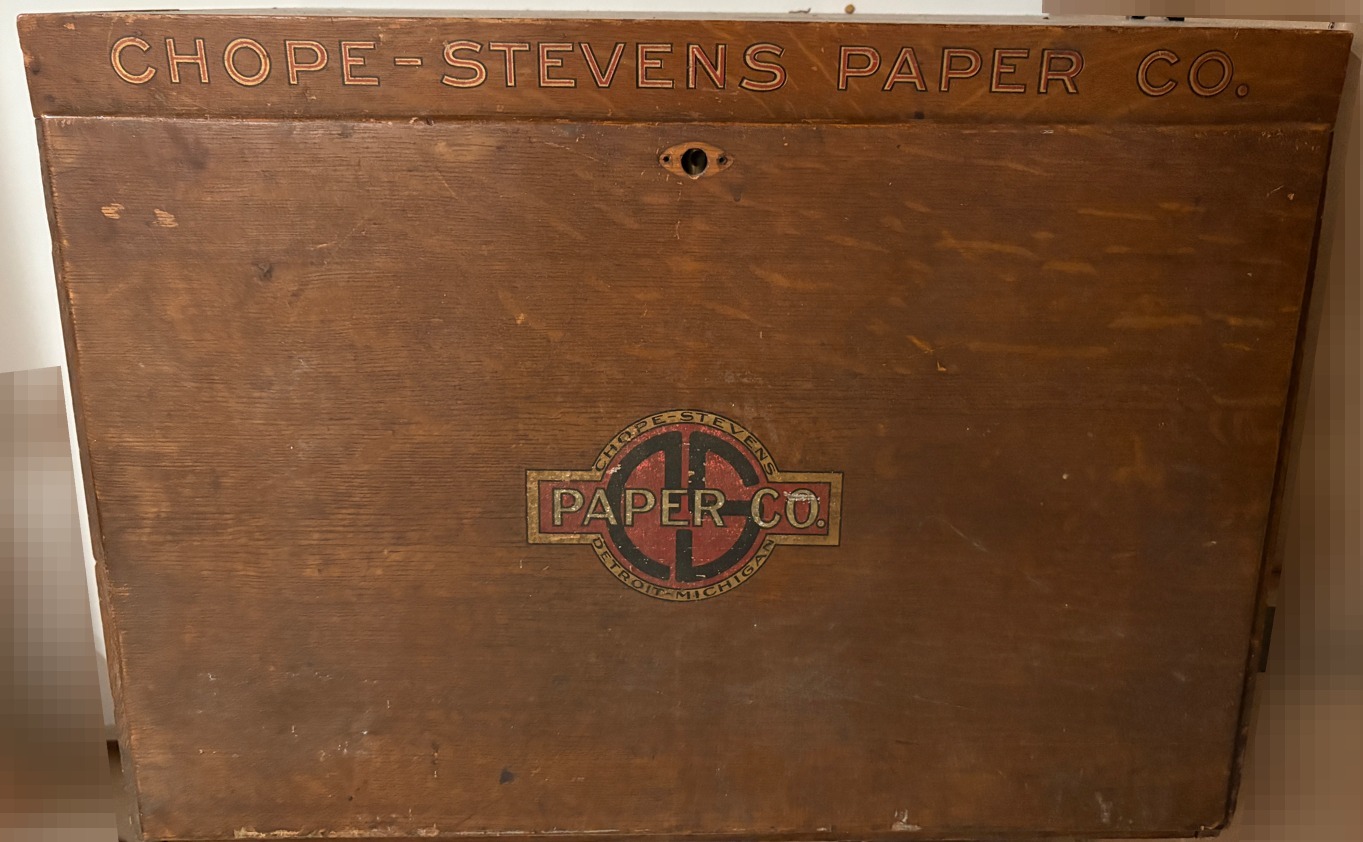 CHOPE-STEVENS PAPER CO.
CHOPE-STEVENS
PAPER CO.
DETROIT-MICHIGAN